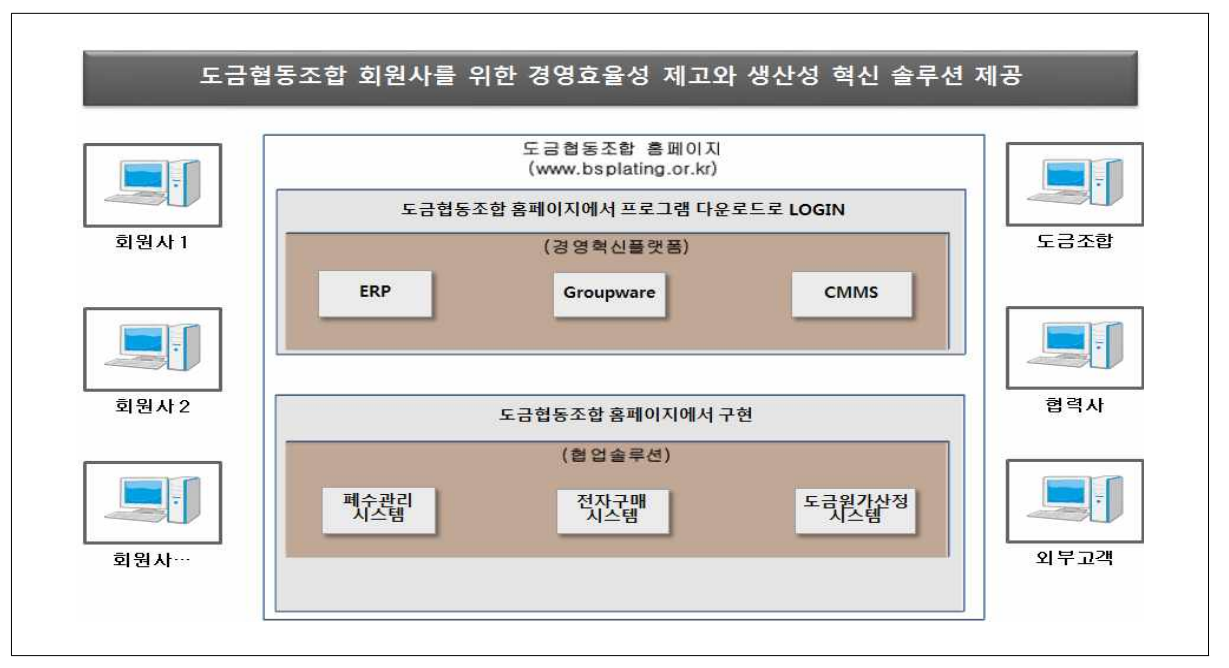 도금협동조합 회원사를 위한 경영효율성 제고와 생산성 혁신 솔루션 제공
도금협동조합 홈페이지
(www.bsplating.or.kr)
도금협동조합 홈페이지에서 프로그램 다운로드로 LOGIN
(경영혁신플랫폼)
ERP
Groupware
CMMS
도금협동조합 홈페이지에서 구현
(협업솔루션)
폐수관리
시스템
전자구매
시스템
도금원가산정
시스템
회원사 1
회원사 2
회원사…
도금조합
협력사
외부고객